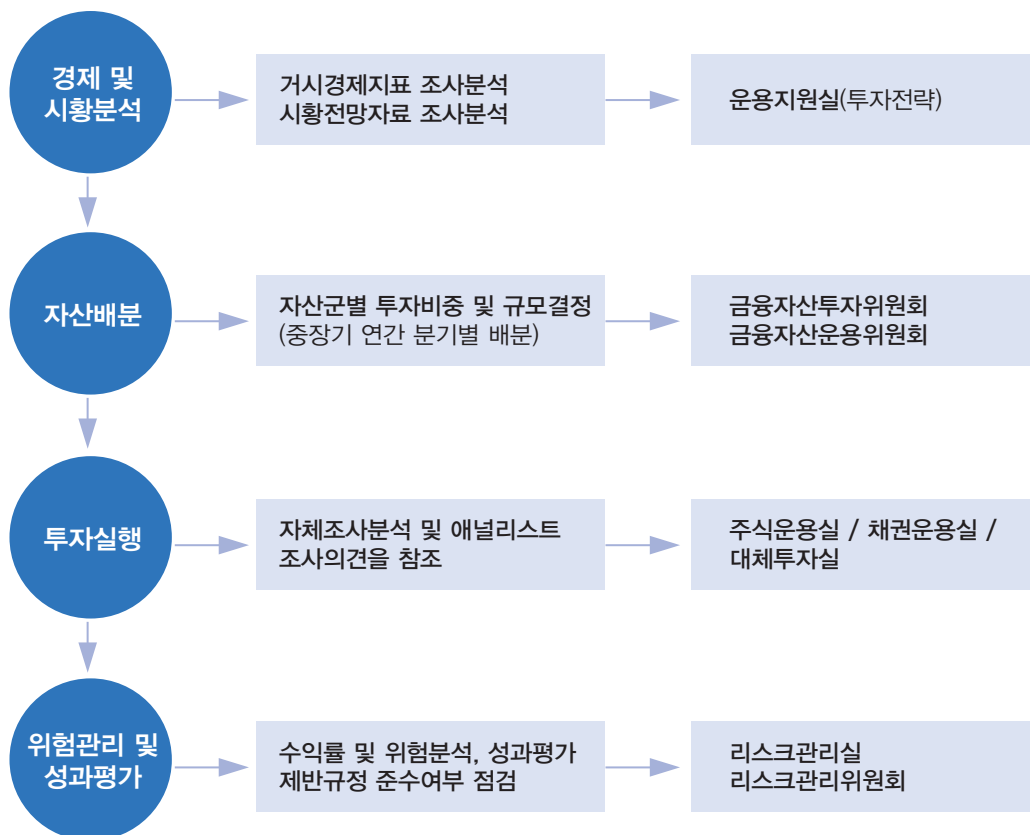 경제 및
시황분석
거시경제지표 조사분석
시황전망자료 조사분석
운용지원실(투자전략)
자산배분
자산군별 투자비중 및 규모결정
(중장기 연간 분기별 배분)
금융자산투자위원회
금융자산운용위원회
투자실행
자체조사분석 및 애널리스트
조사의견을 참조
주식운용실 / 채권운용실 /
대체투자실
위험관리 및
성과평가
수익률 및 위험분석, 성과평가
제반규정 준수여부 점검
리스크관리실
리스크관리위원회